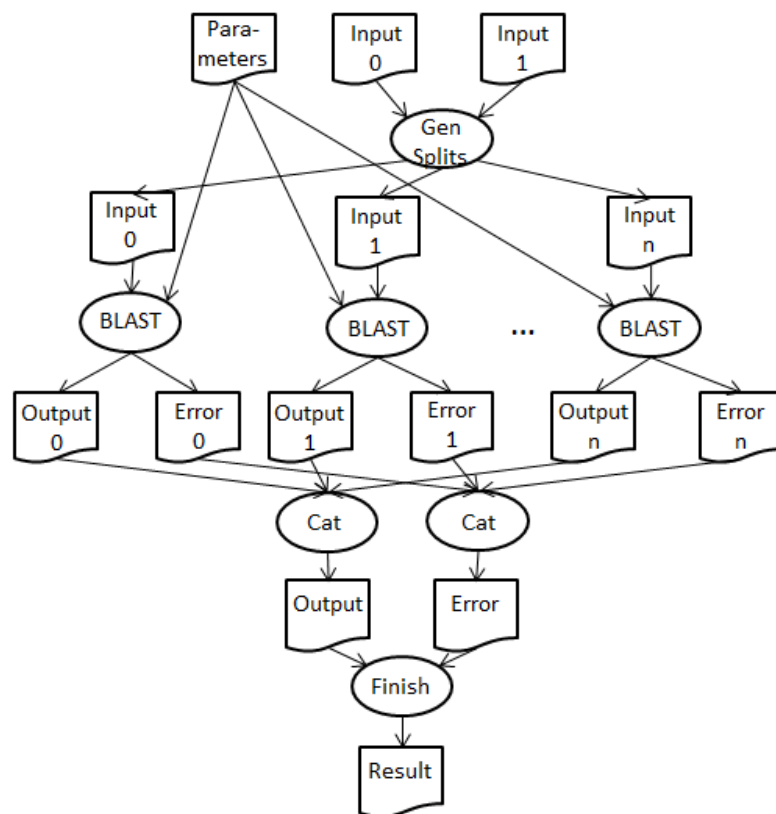 Para-
meters
Input
0
Input
1
Gen
Splits
Input
0
Input
1
Input
n
BLAST
BLAST
...
BLAST
Output
0
Error
0
Output
1
Error
1
Output
n
Error
n
Cat
Cat
Output
Error
Finish
Result